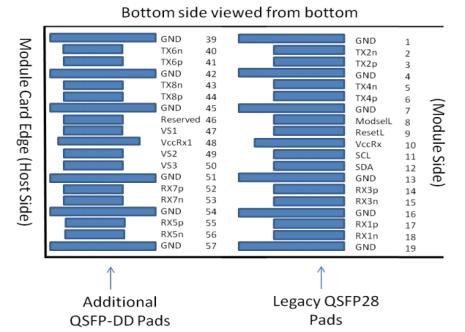 Bottom side viewed from bottom
Module Card Edge (Host Side)
GND 39
TX6n 40
TX6p 41
GND 42
TX8n 43
TX8p 44
GND 45
Reserved 46
VS1 47
VccRx1 48
VS2 49
VS3 50
GND 51
RX7p 52
RX7n 53
GND 54
RX5p 55
RX5n 56
GND 57
GND 1
TX2n 2
TX2p 3
GND 4
TX4n 5
TX4p 6
GND 7
ModselL 8
ResetL 9
VccRx 10
SCL 11
SDA 12
GND 13
RX3p 14
RX3n 15
GND 16
RX1p 17
RX1n 18
GND 19
(Module Side)
Additional
QSFP-DD Pads
Legacy QSFP28
Pads